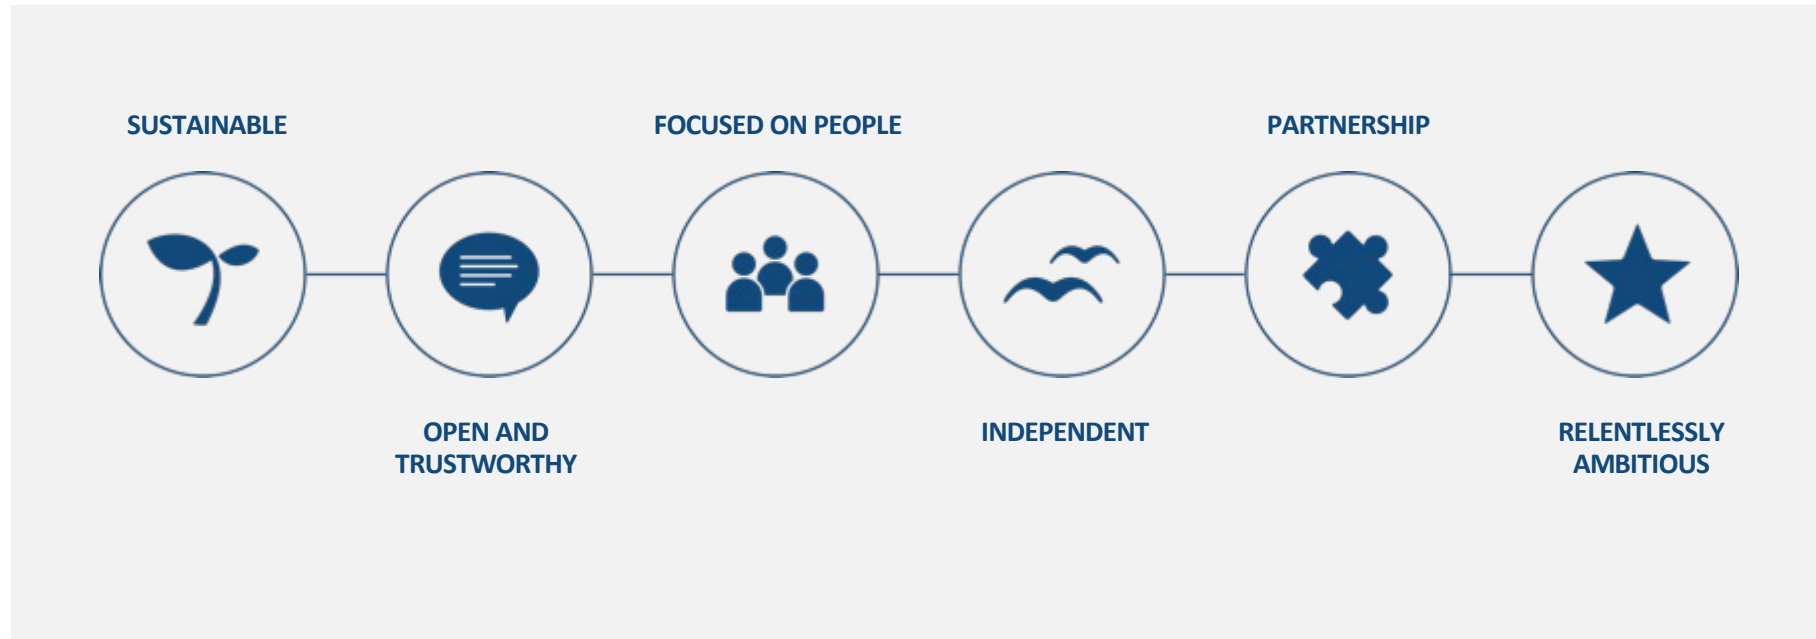 SUSTAINABLE
FOCUSED ON PEOPLE
PARTNERSHIP
OPEN AND
TRUSTWORTHY
INDEPENDENT
RELENTLESSLY
AMBITIOUS